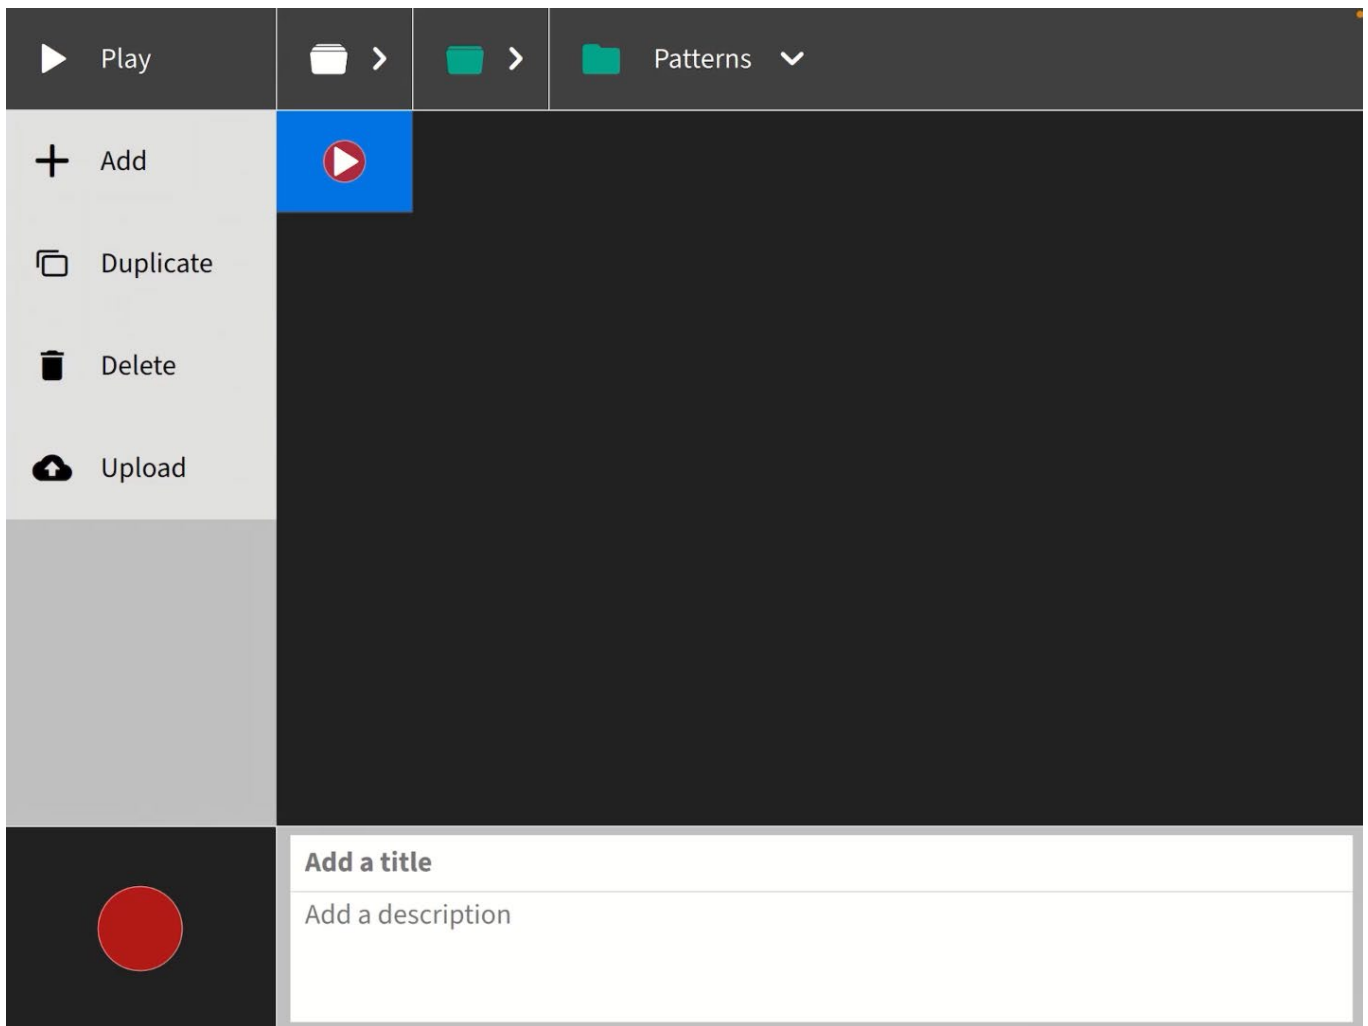 Play
Patterns
Add
Duplicate
Delete
Upload
Add a title
Add a description